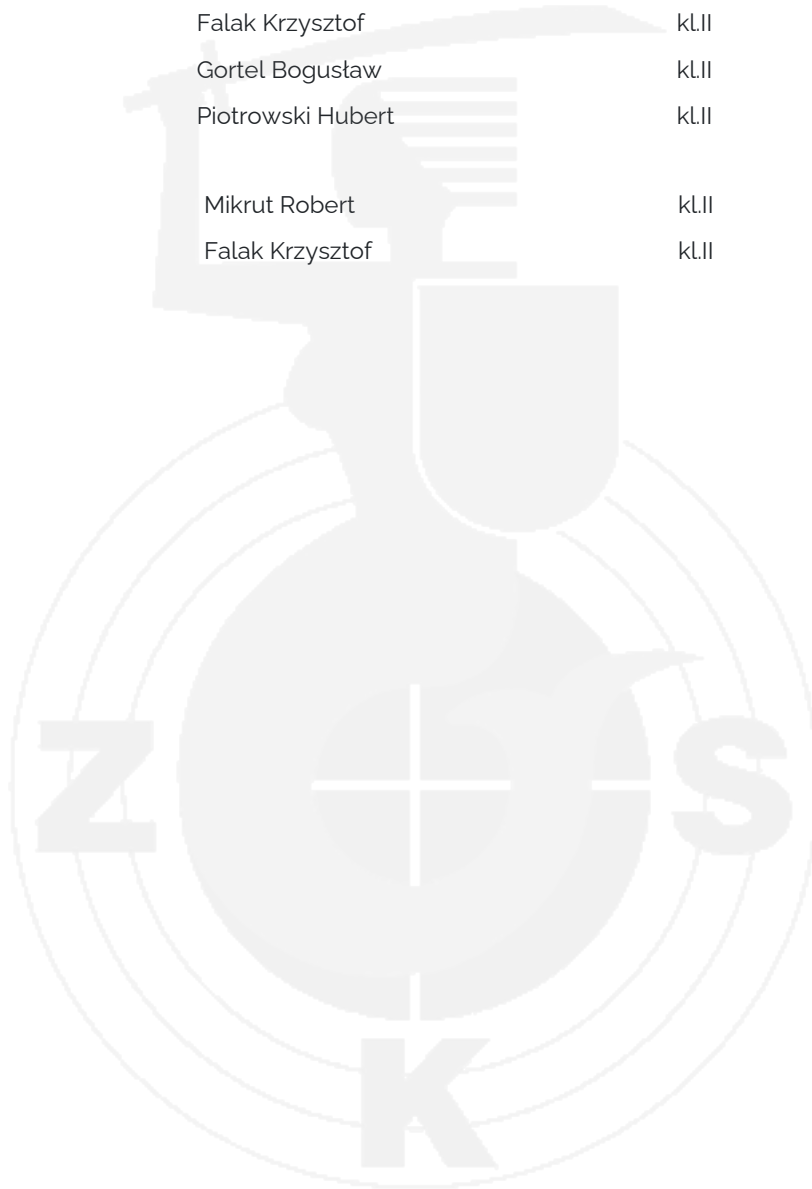 Falak Krzysztof kl.II
Gortel Bogusław kl.II
Piotrowski Hubert kl.II
Mikrut Robert kl.II
Falak Krzysztof kl.II
Z S
K